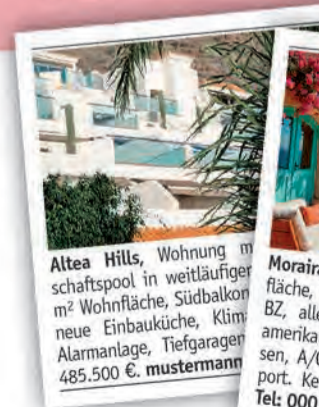 Altea Hills, Wohnung m
schaftspool in weitläufiger
m² Wohnfläche, Südbalkon
neue Einbauküche, Klim
Alarmanlage, Tiefgaragen
485.500 €. mustermann
Moraira
fläche,
BZ, alle
amerika
sen, A/C
port. Ke
Tel: 000